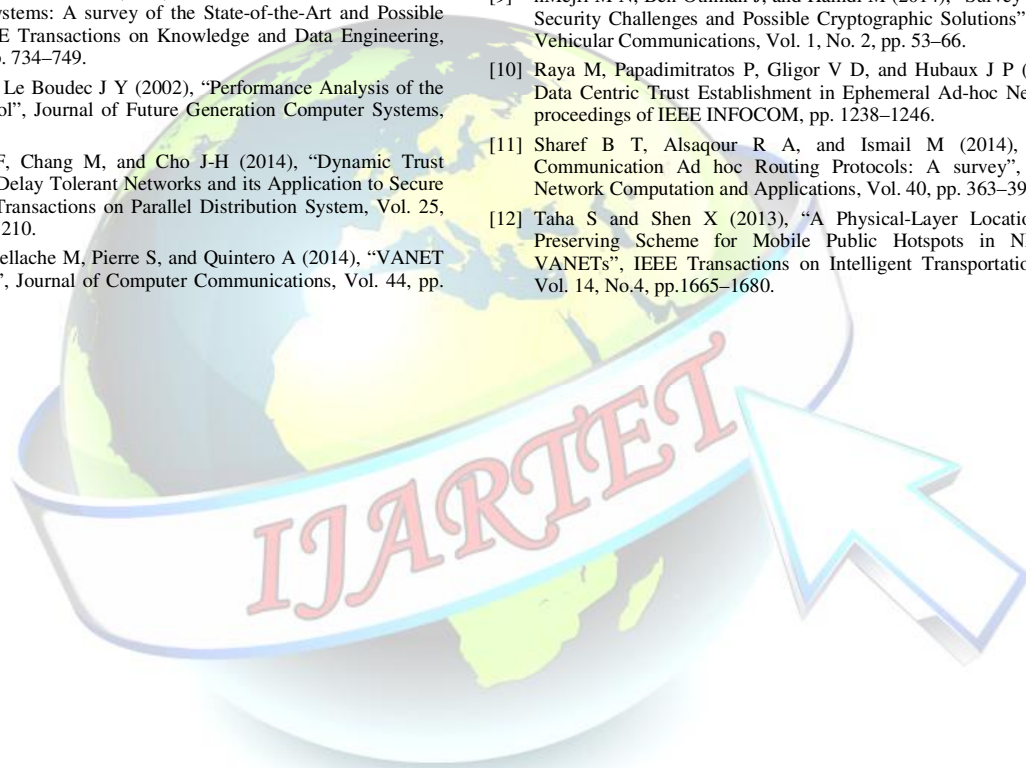 ystems: A survey of the State-of-the-Art and Possible
E Transactions on Knowledge and Data Engineering,
. 734–749.
Le Boudec J Y (2002), “Performance Analysis of the
ol”, Journal of Future Generation Computer Systems,
F, Chang M, and Cho J-H (2014), “Dynamic Trust
Delay Tolerant Networks and its Application to Secure
Transactions on Parallel Distribution System, Vol. 25,
210.
ellache M, Pierre S, and Quintero A (2014), “VANET
”, Journal of Computer Communications, Vol. 44, pp.
Security Challenges and Possible Cryptographic Solutions”
Vehicular Communications, Vol. 1, No. 2, pp. 53–66.
[10] Raya M, Papadimitratos P, Gligor V D, and Hubaux J P (
Data Centric Trust Establishment in Ephemeral Ad-hoc Ne
proceedings of IEEE INFOCOM, pp. 1238–1246.
[11] Sharef B T, Alsaqour R A, and Ismail M (2014),
Communication Ad hoc Routing Protocols: A survey”,
Network Computation and Applications, Vol. 40, pp. 363–39
[12] Taha S and Shen X (2013), “A Physical-Layer Locatio
Preserving Scheme for Mobile Public Hotspots in N
VANETs”, IEEE Transactions on Intelligent Transportatio
Vol. 14, No.4, pp.1665–1680.
IJARTET